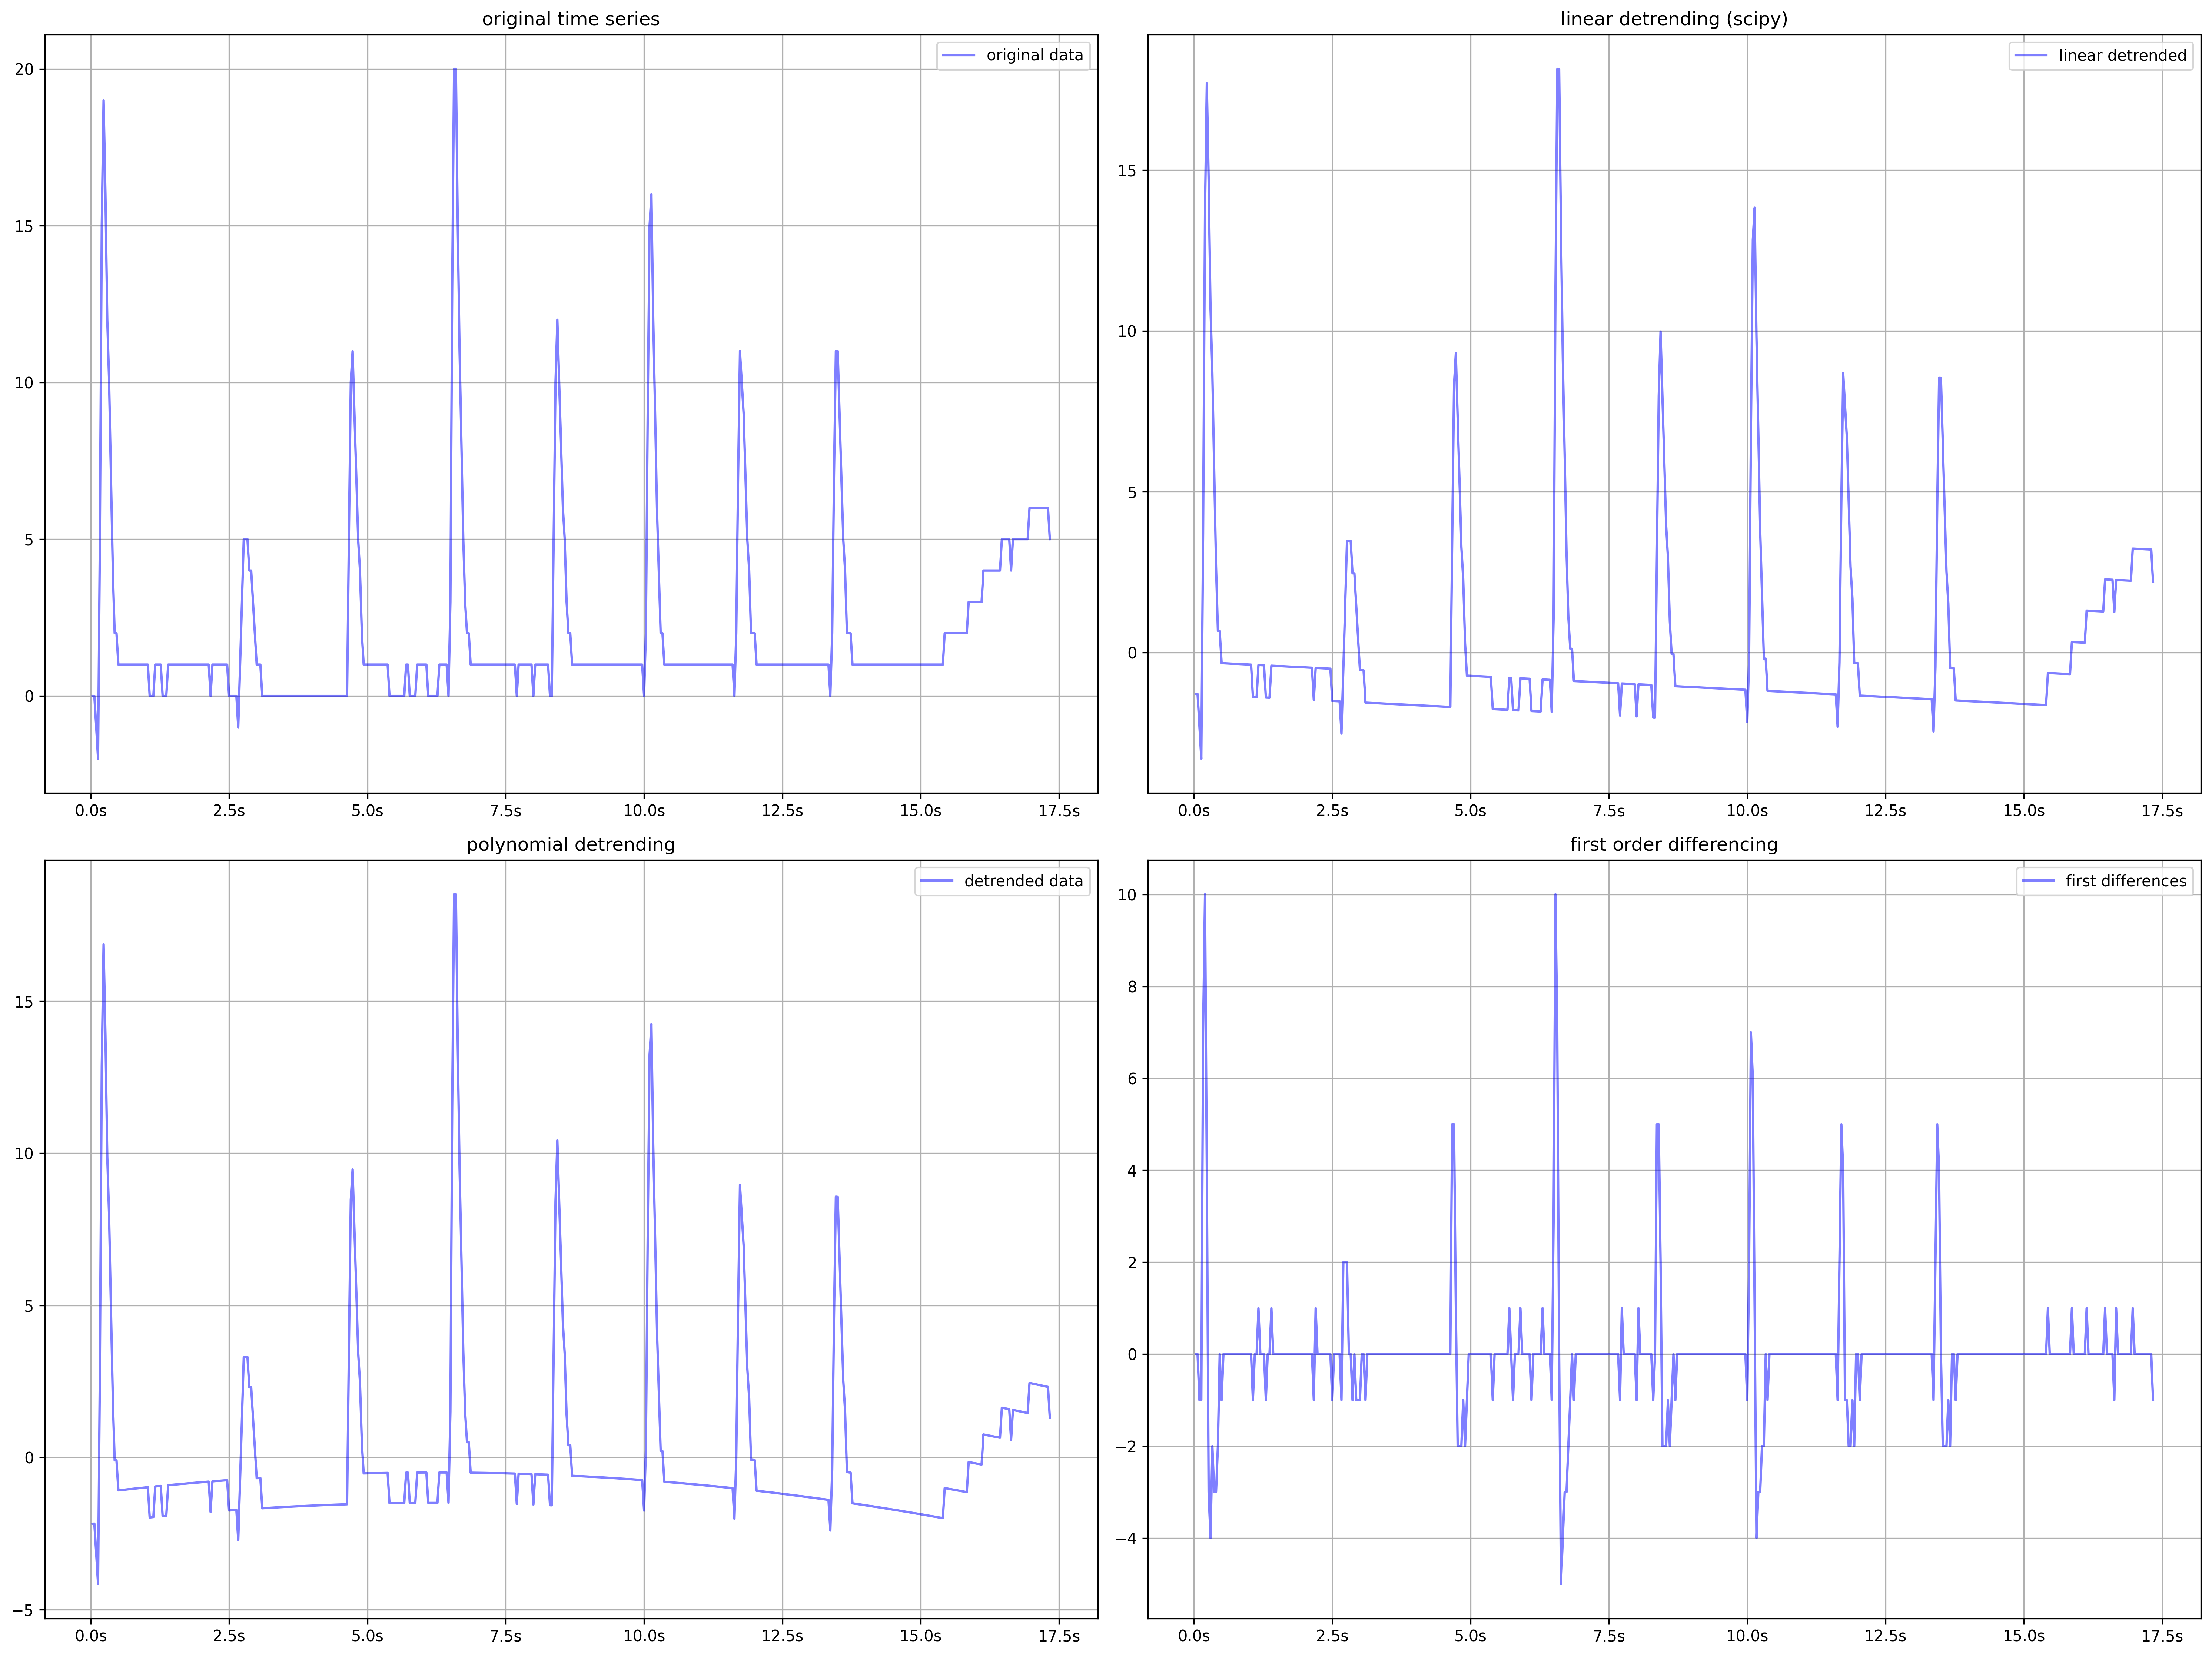 original time series
original data
20
15
10
5
0
0.0s 2.5s 5.0s 7.5s 10.0s 12.5s 15.0s 17.5s
linear detrending (scipy)
linear detrended
15
10
5
0
0.0s 2.5s 5.0s 7.5s 10.0s 12.5s 15.0s 17.5s
polynomial detrending
detrended data
15
10
5
0
−5
0.0s 2.5s 5.0s 7.5s 10.0s 12.5s 15.0s 17.5s
first order differencing
first differences
10
8
6
4
2
0
−2
−4
0.0s 2.5s 5.0s 7.5s 10.0s 12.5s 15.0s 17.5s